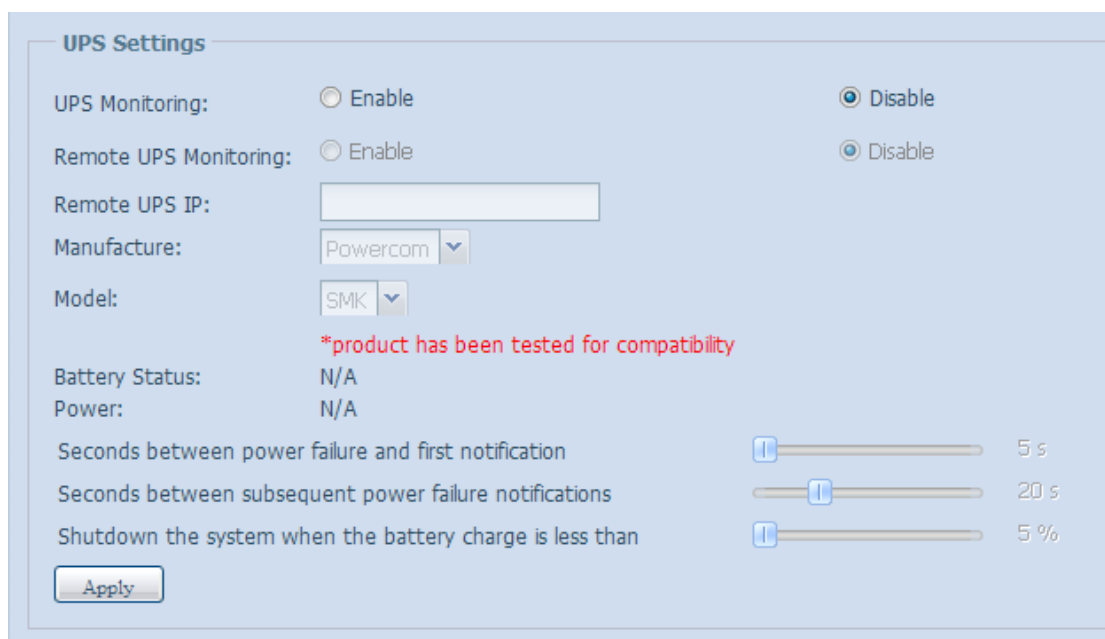 UPS Settings
UPS Monitoring: Enable Disable
Remote UPS Monitoring: Enable Disable
Remote UPS IP:
Manufacture: Powercom
Model: SMK
*product has been tested for compatibility
Battery Status: N/A
Power: N/A
Seconds between power failure and first notification 5 s
Seconds between subsequent power failure notifications 20 s
Shutdown the system when the battery charge is less than 5 %
Apply